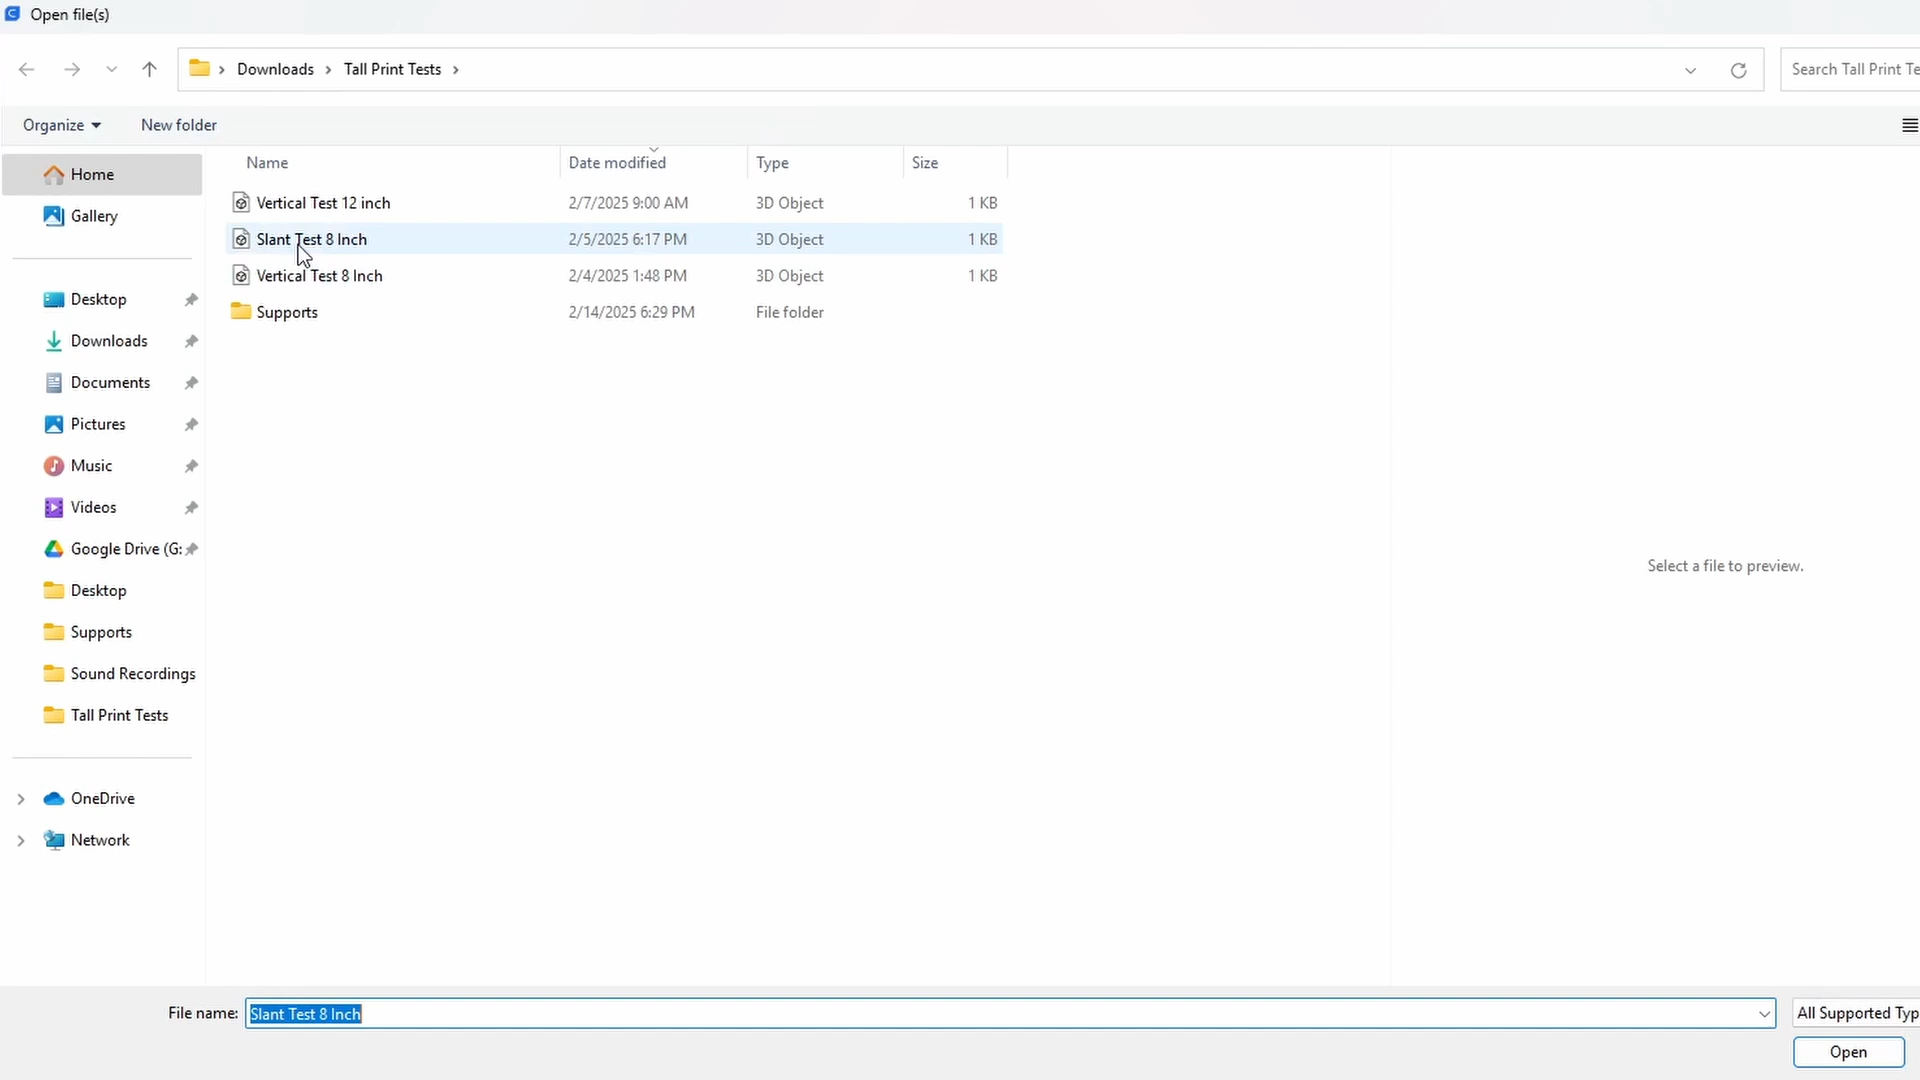 Open file(s)
Downloads > Tall Print Tests >
Search Tall Print Te
Organize
New folder
Name Date modified Type Size
Home
Gallery
Desktop
Downloads
Documents
Pictures
Music
Videos
Google Drive (G:
Desktop
Supports
Sound Recordings
Tall Print Tests
OneDrive
Network
Vertical Test 12 inch 2/7/2025 9:00 AM 3D Object 1 KB
Slant Test 8 Inch 2/5/2025 6:17 PM 3D Object 1 KB
Vertical Test 8 Inch 2/4/2025 1:48 PM 3D Object 1 KB
Supports 2/14/2025 6:29 PM File folder
Select a file to preview.
File name: Slant Test 8 Inch
All Supported Typ
Open